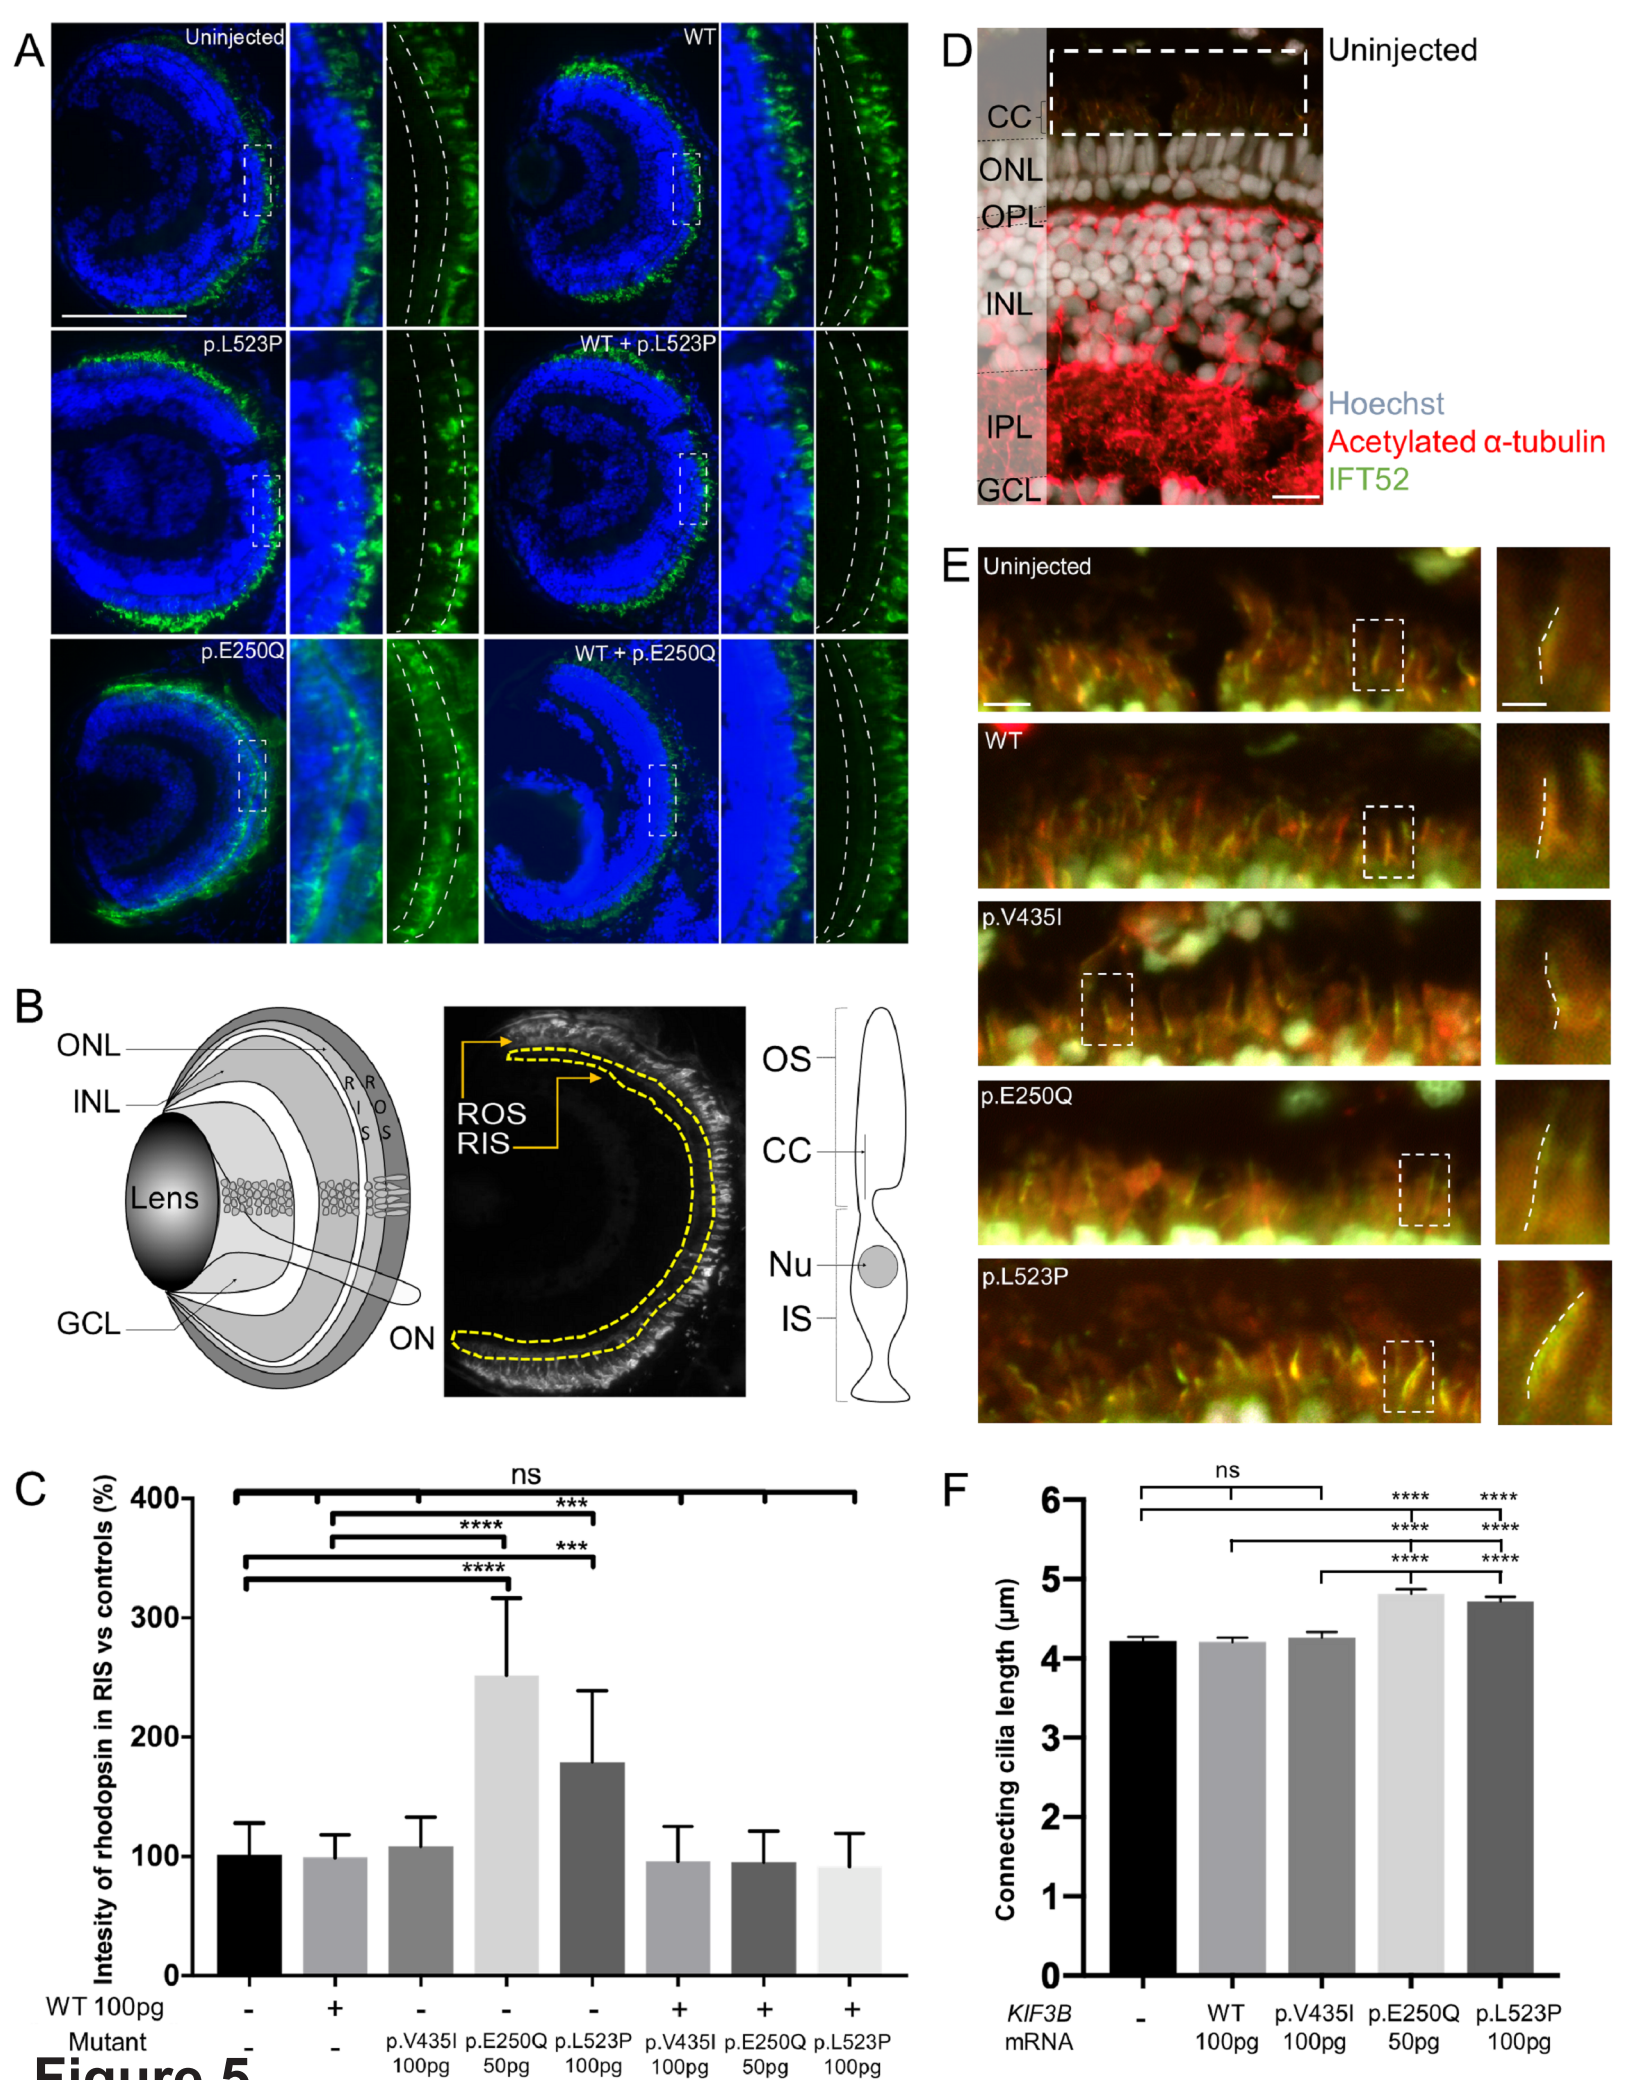 A
Uninjected
WT
p.L523P
WT + p.L523P
p.E250Q
WT + p.E250Q
B
ONL
INL
Lens
GCL
ON
R R
I O
S S
ROS
RIS
OS
CC
Nu
IS
C
Intesity of rhodopsin in RIS vs controls (%)
400
300
200
100
0
ns
***
****
***
****
WT 100pg - + - - - + + +
Mutant - - p.V435I p.E250Q p.L523P p.V435I p.E250Q p.L523P
100pg 50pg 100pg 100pg 50pg 100pg
Figure 5
D
Uninjected
CC
ONL
OPL
INL
IPL
GCL
Hoechst
Acetylated α-tubulin
IFT52
E
Uninjected
WT
p.V435I
p.E250Q
p.L523P
F
Connecting cilia length (µm)
6
5
4
3
2
1
0
ns
**** ****
**** ****
**** ****
KIF3B - WT p.V435I p.E250Q p.L523P
mRNA 100pg 100pg 50pg 100pg